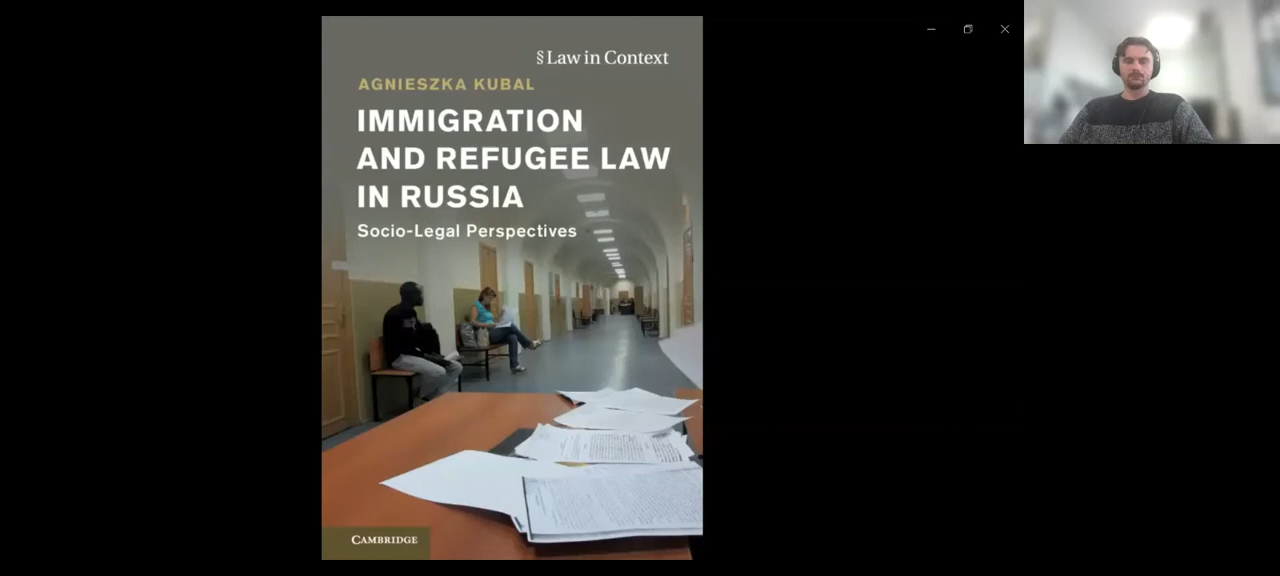 § Law in Context
AGNIESZKA KUBAL
IMMIGRATION
AND REFUGEE LAW
IN RUSSIA
Socio-Legal Perspectives
CAMBRIDGE